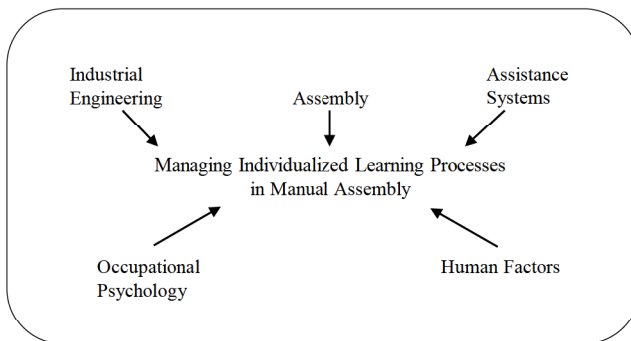 Industrial
Engineering
Assembly
Assistance
Systems
Managing Individualized Learning Processes
in Manual Assembly
Occupational
Psychology
Human Factors